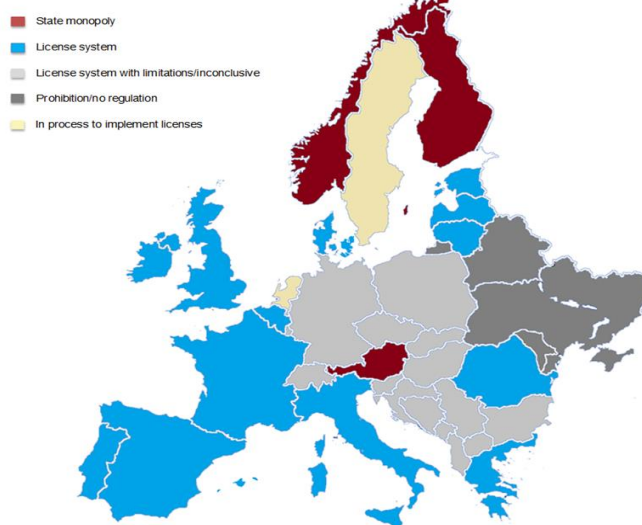 State monopoly
License system
License system with limitations/inconclusive
Prohibition/no regulation
In process to implement licenses